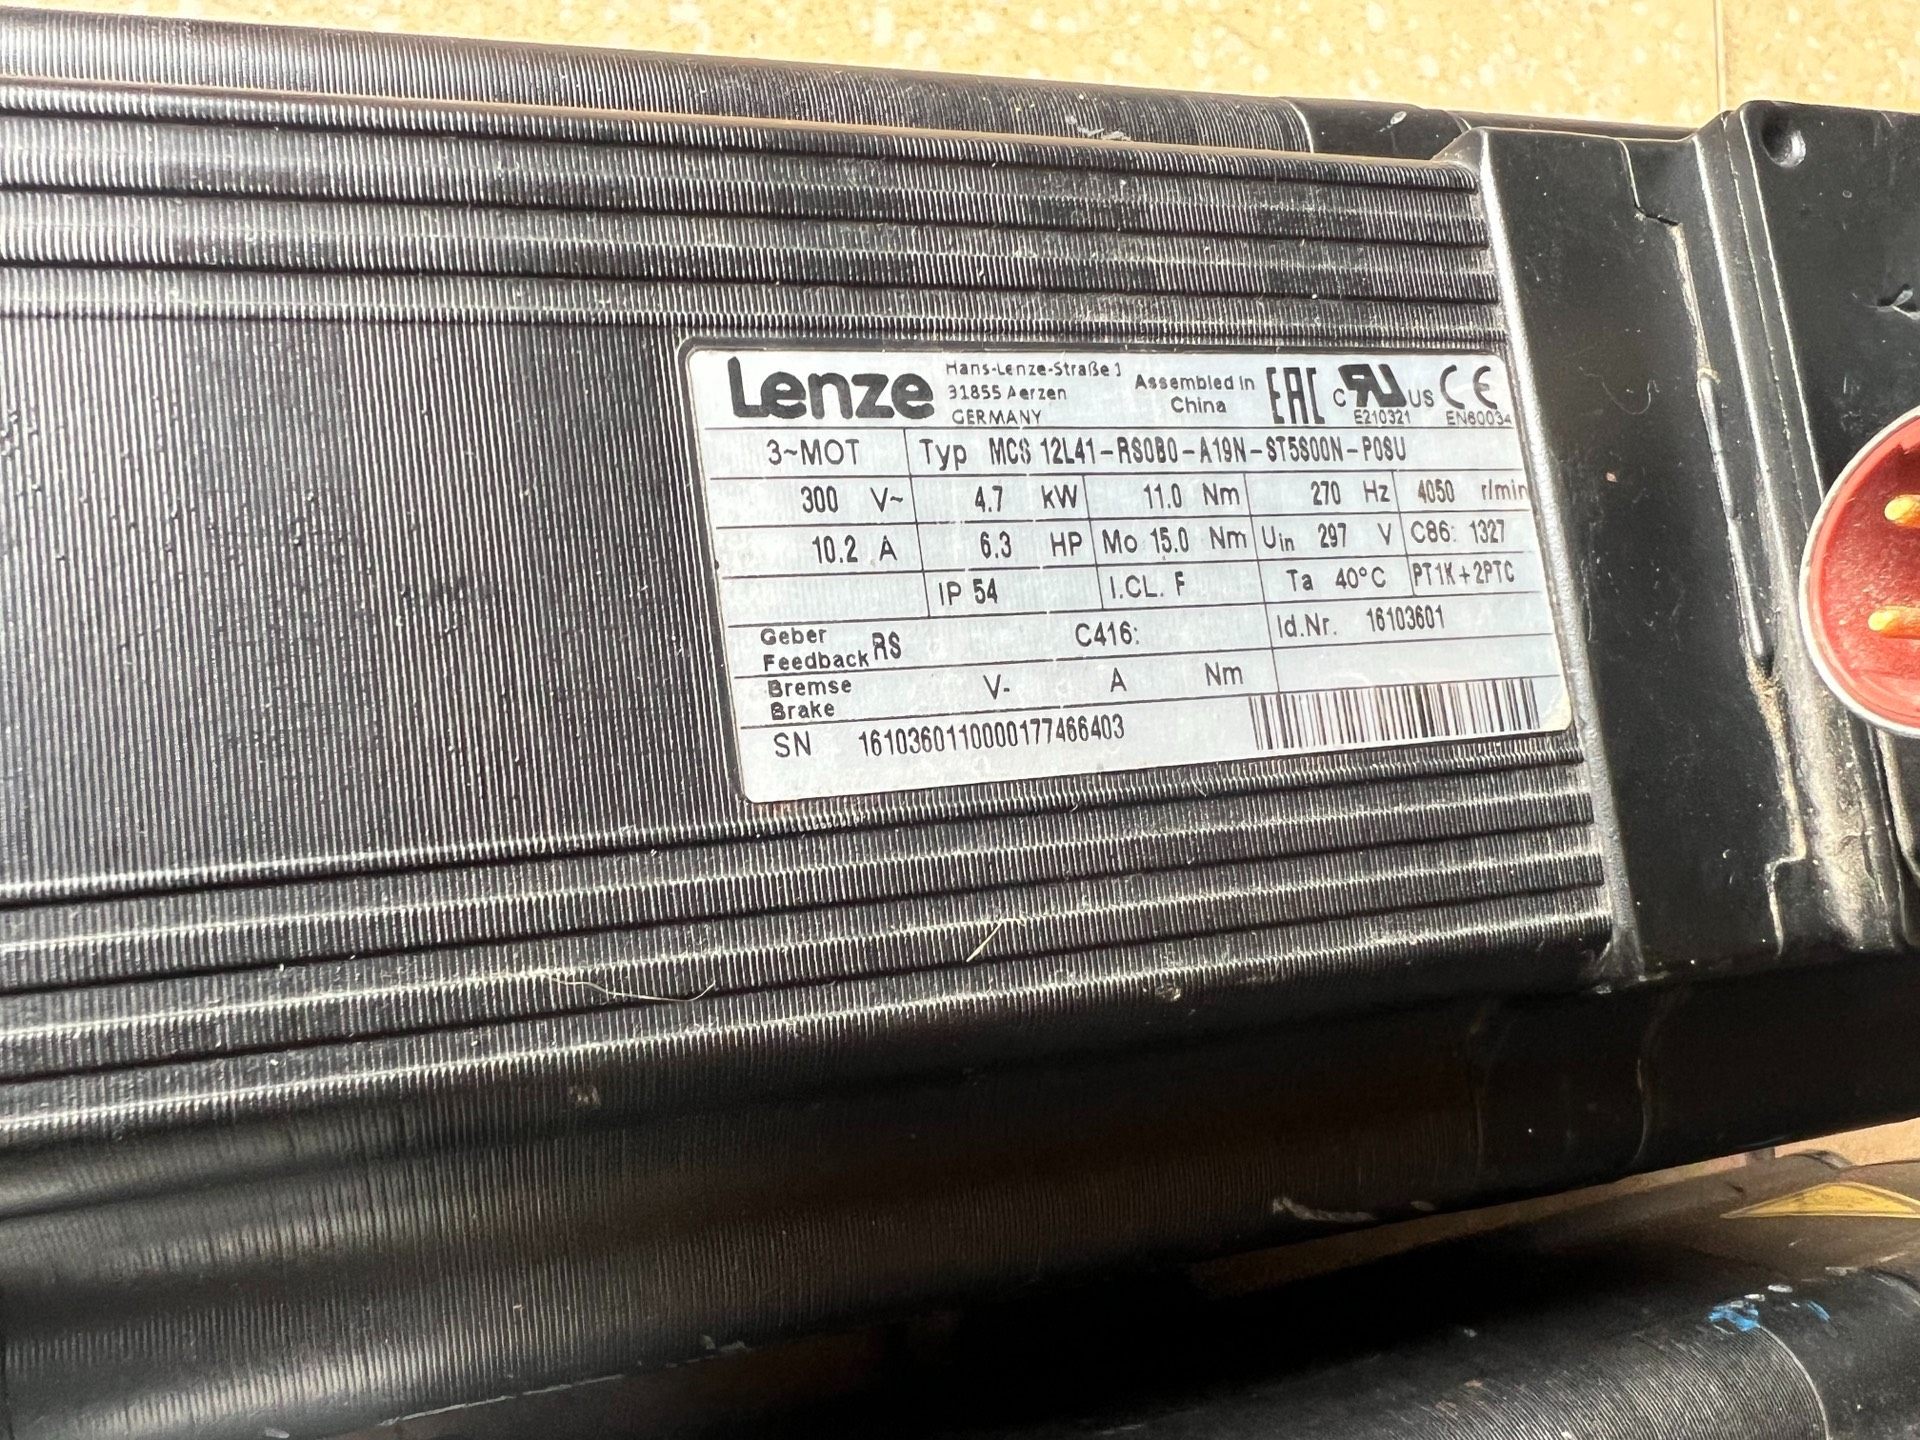 Lenze Hans-Lenze-Straße 1 Assembled in EAC c RU US CE
31855 Aerzen China E210321 EN60034
GERMANY
3~MOT Typ MCS 12L41-RS0B0-A19N-ST5S00N-P0SU
300 V~ 4.7 kW 11.0 Nm 270 Hz 4050 r/min
10.2 A 6.3 HP Mo 15.0 Nm Uin 297 V C86: 1327
IP 54 I.CL. F Ta 40°C PT1K+2PTC
Geber
Feedback RS C416: Id.Nr. 16103601
Bremse
Brake V- A Nm
SN 1610360110000177466403